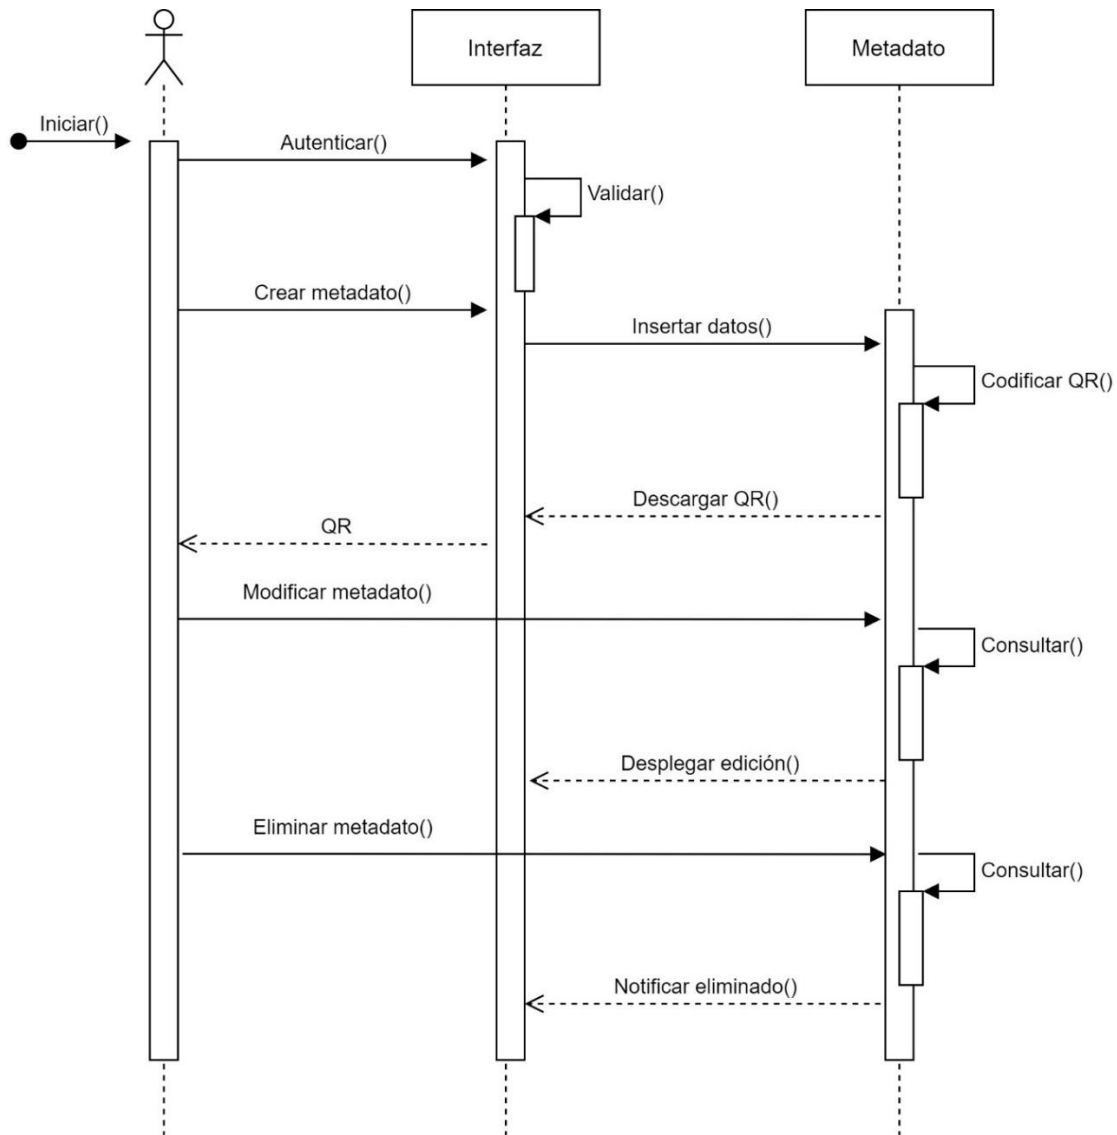 Interfaz
Metadato
Iniciar()
Autenticar()
Validar()
Crear metadato()
Insertar datos()
Codificar QR()
Descargar QR()
QR
Modificar metadato()
Consultar()
Desplegar edición()
Eliminar metadato()
Consultar()
Notificar eliminado()